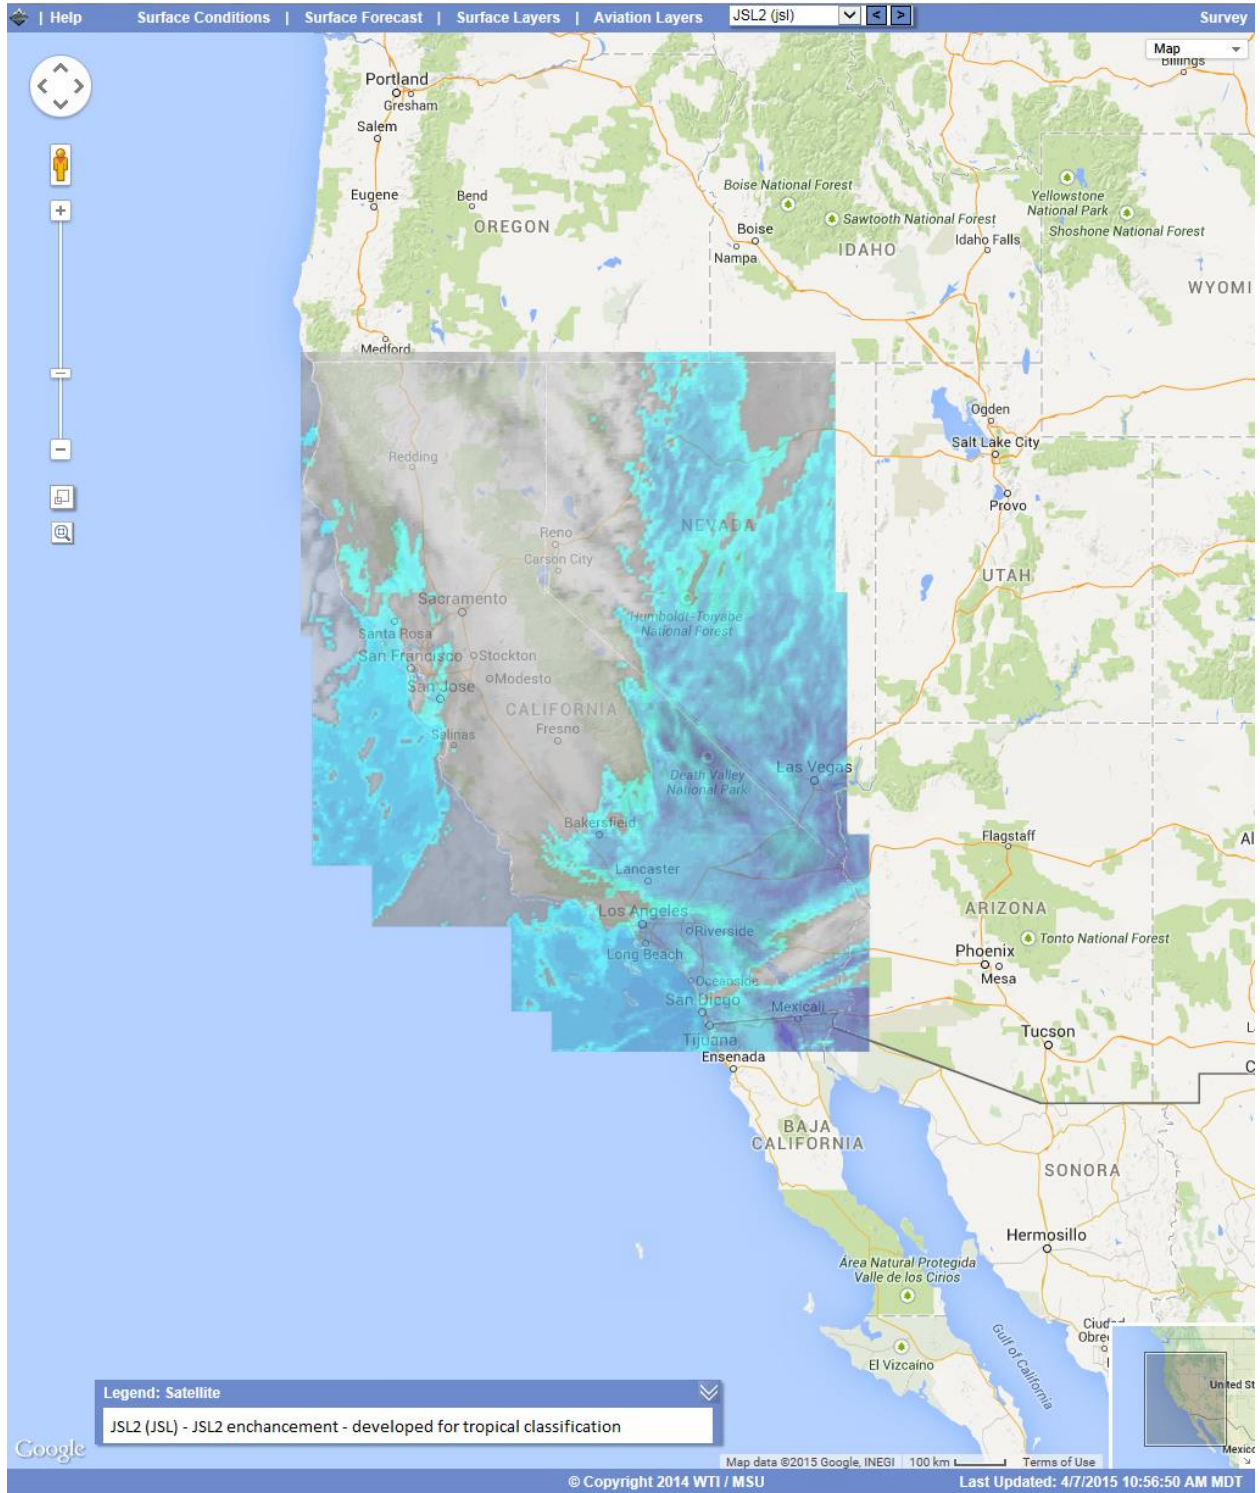 | Help Surface Conditions | Surface Forecast | Surface Layers | Aviation Layers JSL2 (jsl) < > Survey
Map
Billings
Portland
Gresham
Salem
Eugene
Bend
OREGON
Boise National Forest
Sawtooth National Forest
Yellowstone
National Park
Shoshone National Forest
Boise
Nampa
IDAHO
Idaho Falls
WYOMI
Medford
Ogden
Salt Lake City
Provo
Redding
NEVADA
Reno
Carson City
UTAH
Sacramento
Humboldt-Toiyabe
National Forest
Santa Rosa
San Francisco
Stockton
Modesto
San Jose
CALIFORNIA
Salinas
Fresno
Death Valley
National Park
Las Vegas
Bakersfield
Flagstaff
Al
Lancaster
Los Angeles
Riverside
Long Beach
ARIZONA
Tonto National Forest
Phoenix
Mesa
Oceanside
San Diego
Mexicali
Tijuana
Ensenada
Tucson
L
C
BAJA
CALIFORNIA
SONORA
Hermosillo
Área Natural Protegida
Valle de los Cirios
Gulf of California
Ciudad
Obre
El Vizcaíno
United St
Mexico
Legend: Satellite
JSL2 (JSL) - JSL2 enchancement - developed for tropical classification
Google
Map data ©2015 Google, INEGI 100 km Terms of Use
© Copyright 2014 WTI / MSU Last Updated: 4/7/2015 10:56:50 AM MDT